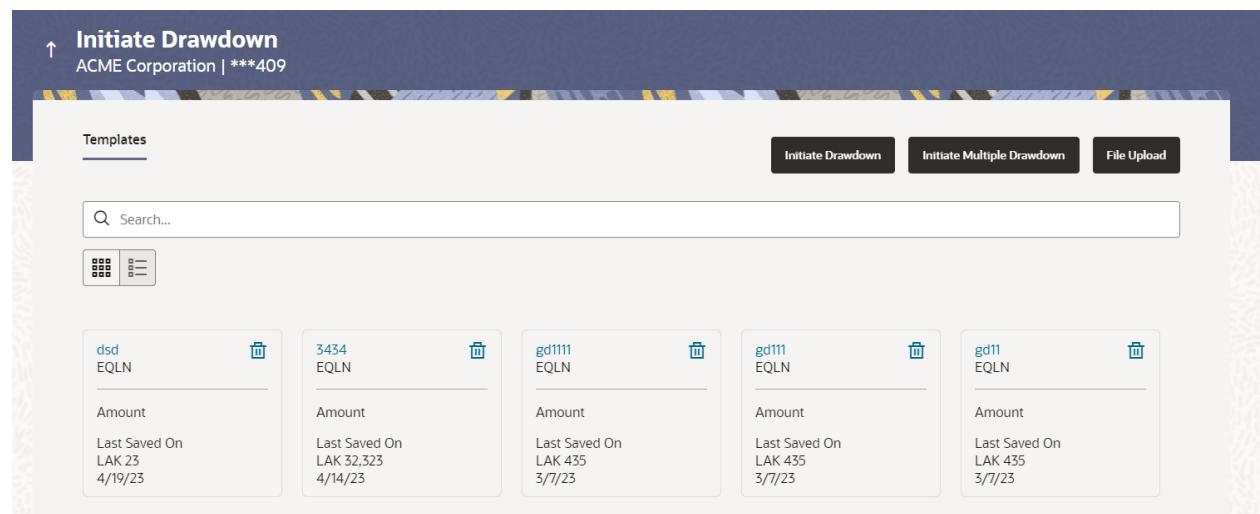 Initiate Drawdown
ACME Corporation | ***409
Templates
Initiate Drawdown
Initiate Multiple Drawdown
File Upload
Search...
dsd
EQLN
Amount
Last Saved On
LAK 23
4/19/23
3434
EQLN
Amount
Last Saved On
LAK 32,323
4/14/23
gd1111
EQLN
Amount
Last Saved On
LAK 435
3/7/23
gd111
EQLN
Amount
Last Saved On
LAK 435
3/7/23
gd11
EQLN
Amount
Last Saved On
LAK 435
3/7/23